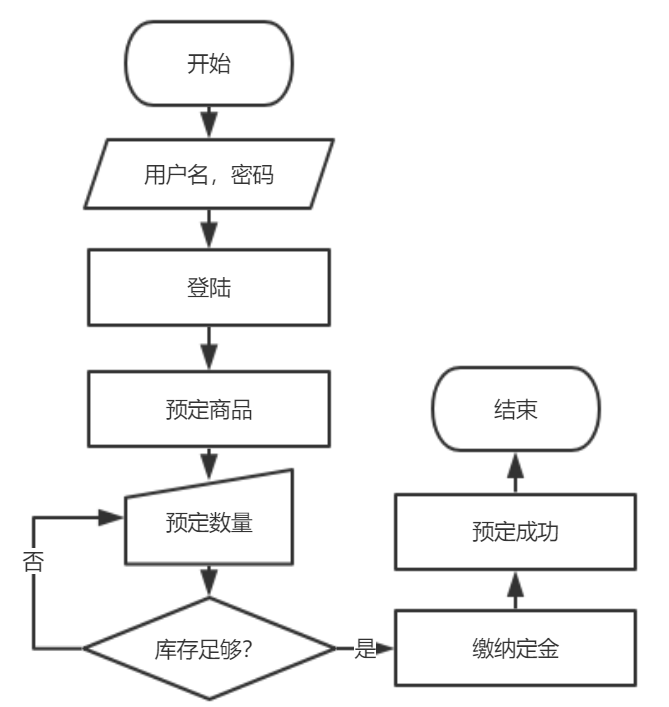 开始
用户名，密码
登陆
预定商品
预定数量
否
库存足够？
是
缴纳定金
预定成功
结束